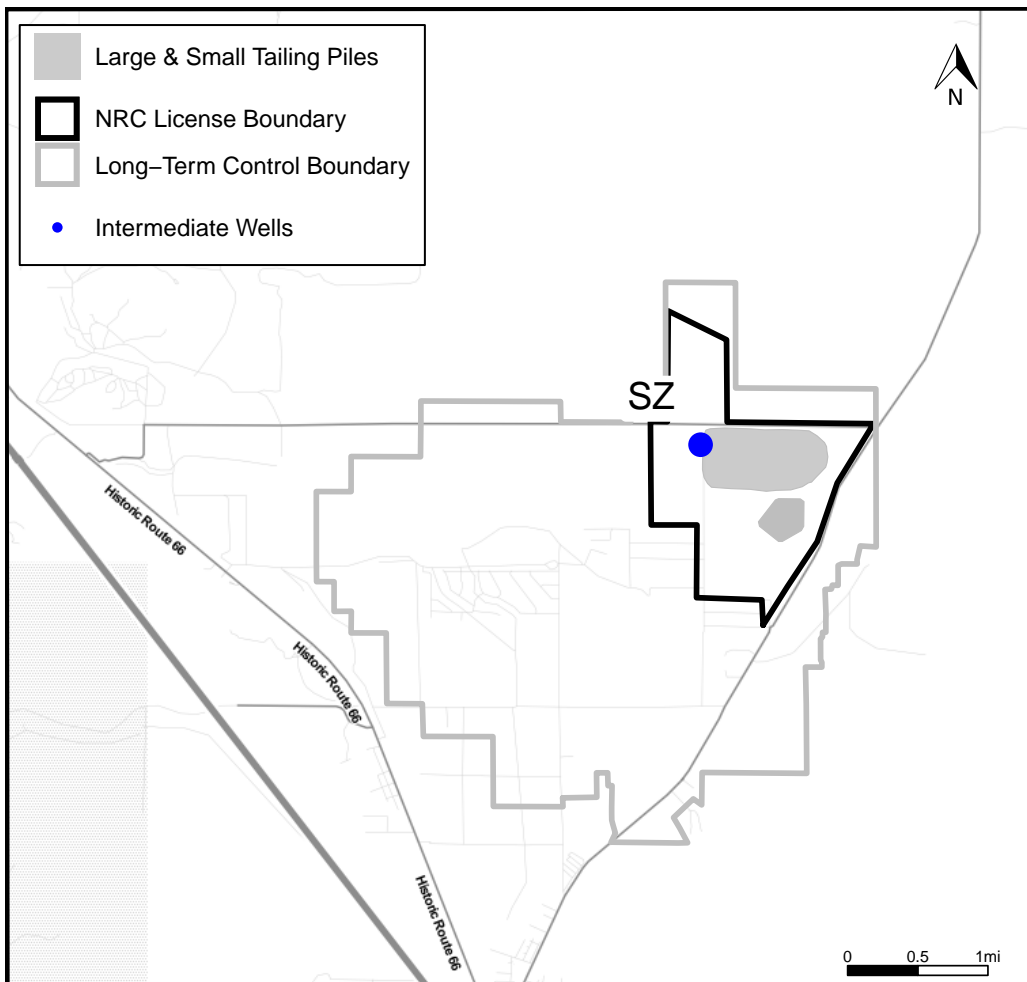 Large & Small Tailing Piles
NRC License Boundary
Long−Term Control Boundary
Intermediate Wells
N
SZ
Historic Route 66
Historic Route 66
Historic Route 66
0 0.5 1mi